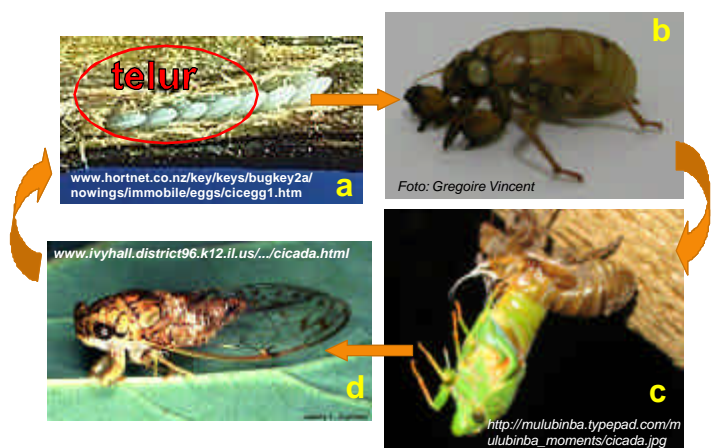 telur
www.hortnet.co.nz/key/keys/bugkey2a/
nowings/immobile/eggs/cicegg1.htm
a
b
Foto: Gregoire Vincent
c
http://mulubinba.typepad.com/m
ulubinba_moments/cicada.jpg
www.ivyhall.district96.k12.il.us/.../cicada.html
d